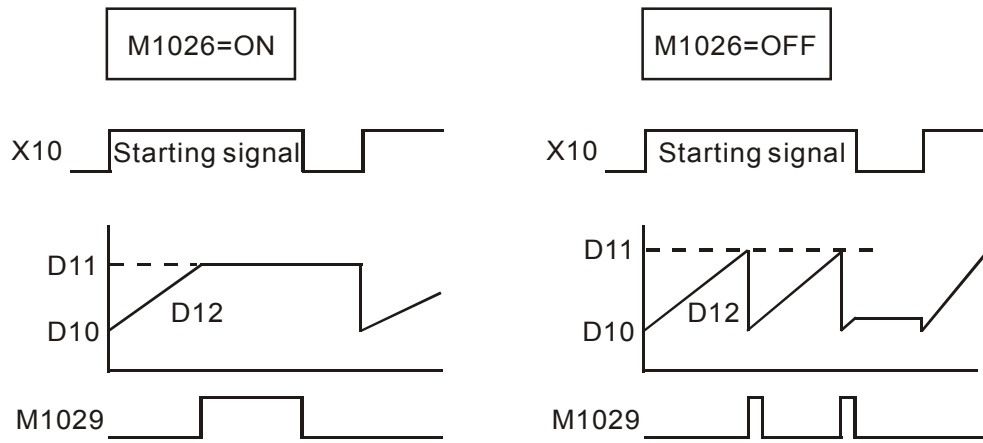 M1026=ON
X10
Starting signal
D11
D10
D12
M1029
M1026=OFF
X10
Starting signal
D11
D10
D12
M1029